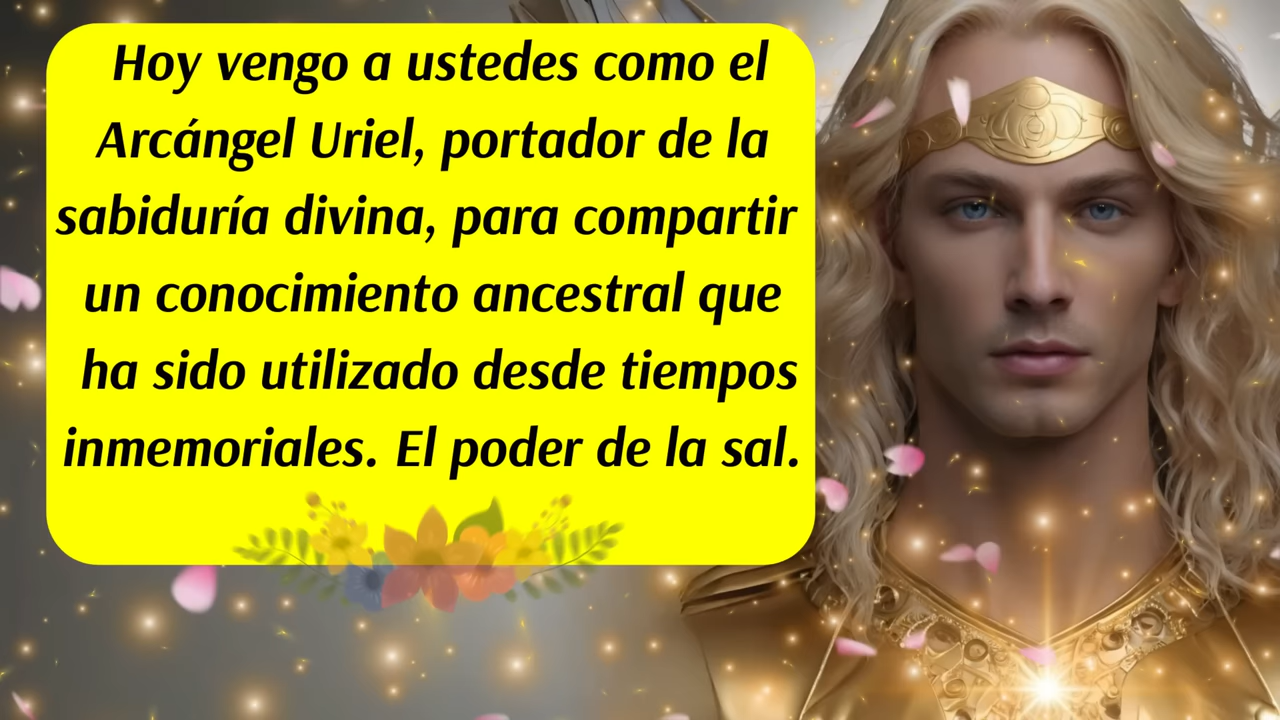 Hoy vengo a ustedes como el
Arcángel Uriel, portador de la
sabiduría divina, para compartir
un conocimiento ancestral que
ha sido utilizado desde tiempos
inmemoriales. El poder de la sal.